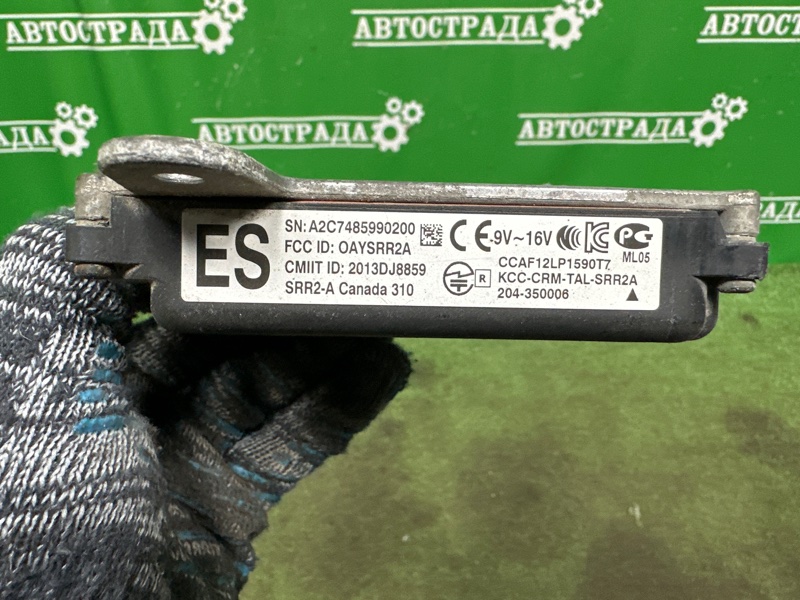 АВТОСТРАДА АВТОСТРАДА АВТОСТРАДА
АВТОСТРАДА АВТОСТРАДА
ES
SN: A2C7485990200
FCC ID: OAYSRR2A
CMIIT ID: 2013DJ8859
SRR2-A Canada 310
CE 9V~16V
ML05
CCAF12LP1590T7
R KCC-CRM-TAL-SRR2A
204-350006